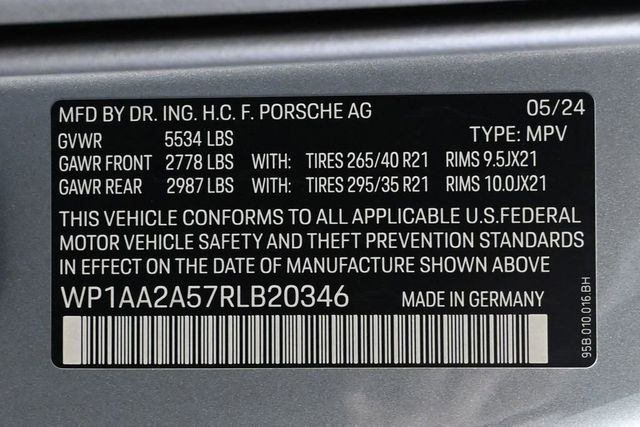 MFD BY DR. ING. H.C. F. PORSCHE AG 05/24
GVWR 5534 LBS TYPE: MPV
GAWR FRONT 2778 LBS WITH: TIRES 265/40 R21 RIMS 9.5JX21
GAWR REAR 2987 LBS WITH: TIRES 295/35 R21 RIMS 10.0JX21
THIS VEHICLE CONFORMS TO ALL APPLICABLE U.S.FEDERAL
MOTOR VEHICLE SAFETY AND THEFT PREVENTION STANDARDS
IN EFFECT ON THE DATE OF MANUFACTURE SHOWN ABOVE
WP1AA2A57RLB20346 MADE IN GERMANY
95B.010.016.BH